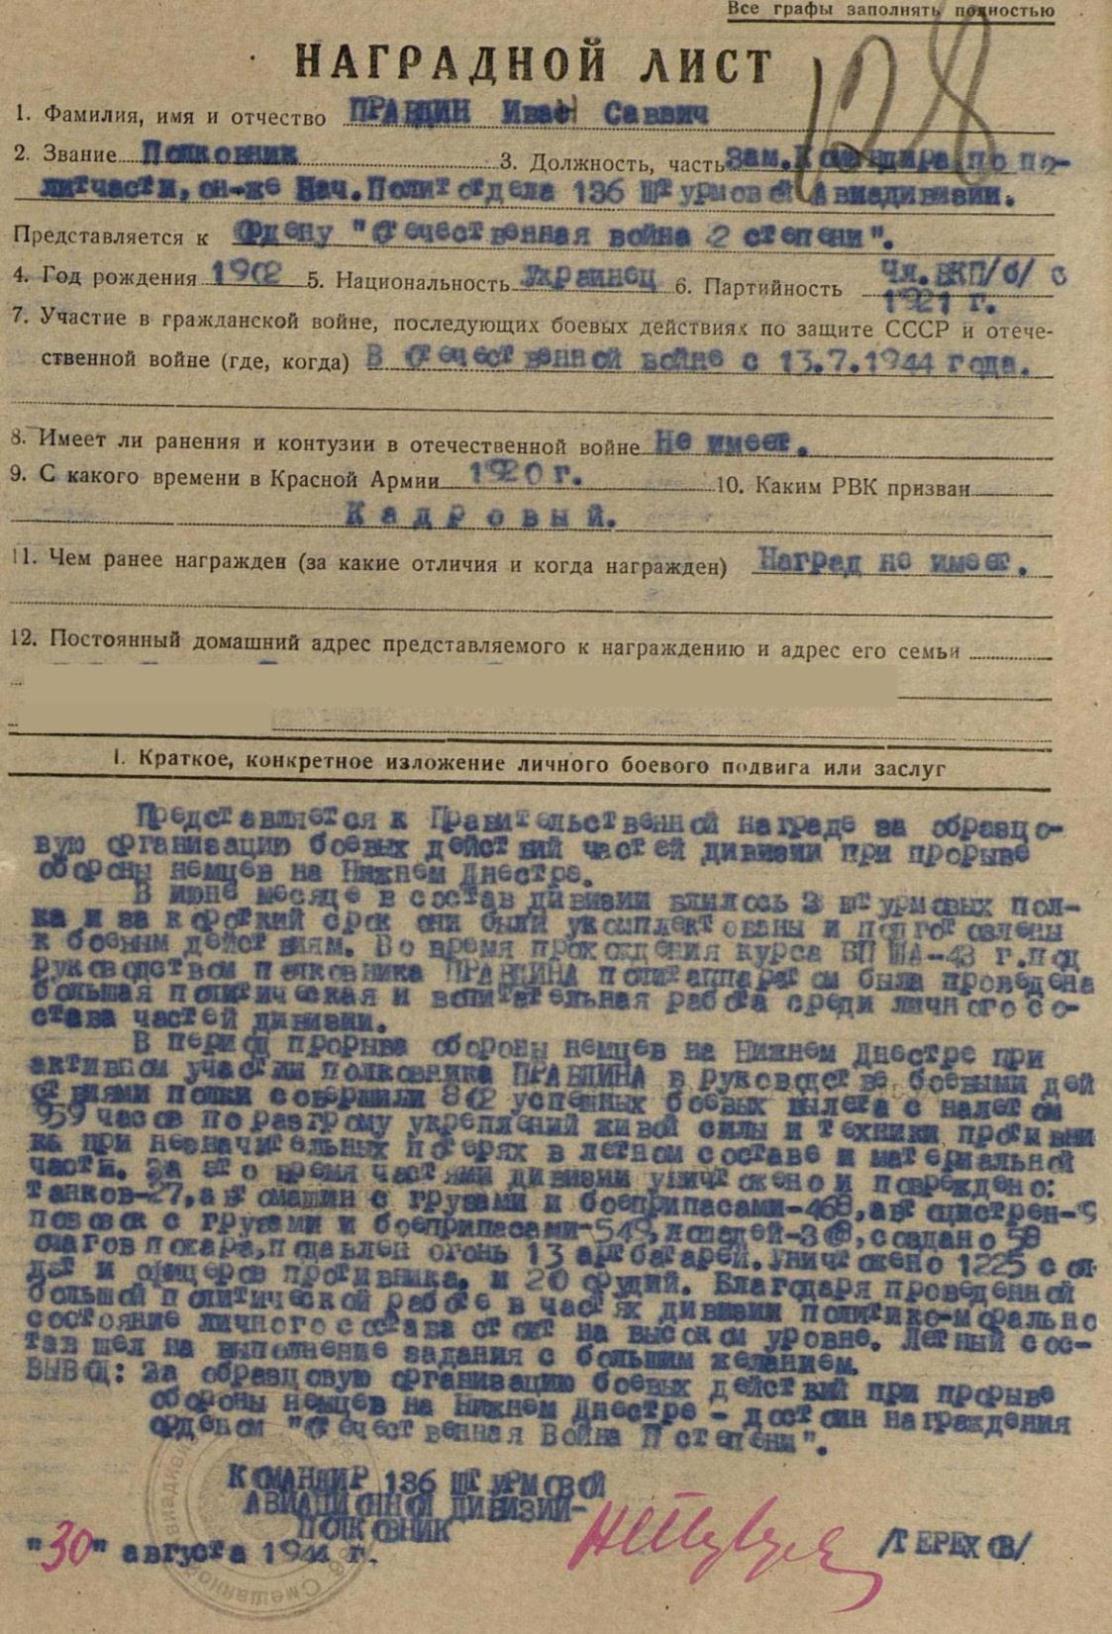 Все графы заполнять полностью
128
НАГРАДНОЙ ЛИСТ
1. Фамилия, имя и отчество ПРАВДИН Иван Саввич
2. Звание Полковник 3. Должность, часть Зам.Командира по по-
литчасти, он-же Нач.Политотдела 136 Штурмовой Авиадивизии.
Представляется к Ордену "Отечественная война 2 степени".
4. Год рождения 1902 5. Национальность Украинец 6. Партийность Чл.ВКП/б/ с
1921 г.
7. Участие в гражданской войне, последующих боевых действиях по защите СССР и отече-
ственной войне (где, когда) В Отечественной войне с 13.7.1944 года.
8. Имеет ли ранения и контузии в отечественной войне Не имеет.
9. С какого времени в Красной Армии 1920 г. 10. Каким РВК призван
Кадровый.
11. Чем ранее награжден (за какие отличия и когда награжден) Наград не имеет.
12. Постоянный домашний адрес представляемого к награждению и адрес его семьи
I. Краткое, конкретное изложение личного боевого подвига или заслуг
Представляется к Правительственной награде за образцо-
вую организацию боевых действий частей дивизии при прорыве
обороны немцев на Нижнем Днестре.
В июне месяце в состав дивизии влилось 3 штурмовых пол-
ка и за короткий срок они были укомплектованы и подготовлены
к боевым действиям. Во время прохождения курса БП ША-43 г.под
руководством полковника ПРАВДИНА политаппаратом была проведена
большая политическая и воспитательная работа среди личного со-
става частей дивизии.
В период прорыва обороны немцев на Нижнем Днестре при
активном участии полковника ПРАВДИНА в руководстве боевыми дей
ствиями полки совершили 802 успешных боевых вылета с налетом
959 часов по разгрому укреплений живой силы и техники противни
ка при незначительных потерях в летном составе и материальной
части. За это время частями дивизии уничтожено и повреждено:
танков-27, автомашин с грузами и боеприпасами-468, автоцистрен-9
повозок с грузами и боеприпасами-549, лошадей- создано 58
очагов пожара, подавлен огонь 13 артбатарей. Уничтожено 1225 сол
дат и офицеров противника. и 20 орудий. Благодаря проведенной
большой политической работе в частях дивизии политико-морально
состояние личного состава стоит на высоком уровне. Летный сос-
тав шел на выполнение задания с большим желанием.
ВЫВОД: За образцовую организацию боевых действий при прорыве
обороны немцев на Нижнем Днестре - достоин награждения
орденом "Отечественная Война II степени".
КОМАНДИР 136 ШТУРМОВОЙ
АВИАЦИОННОЙ ДИВИЗИИ-
ПОЛКОВНИК
/ТЕРЕХОВ/
"30" августа 1944 г.
Смешанной авиадивизии